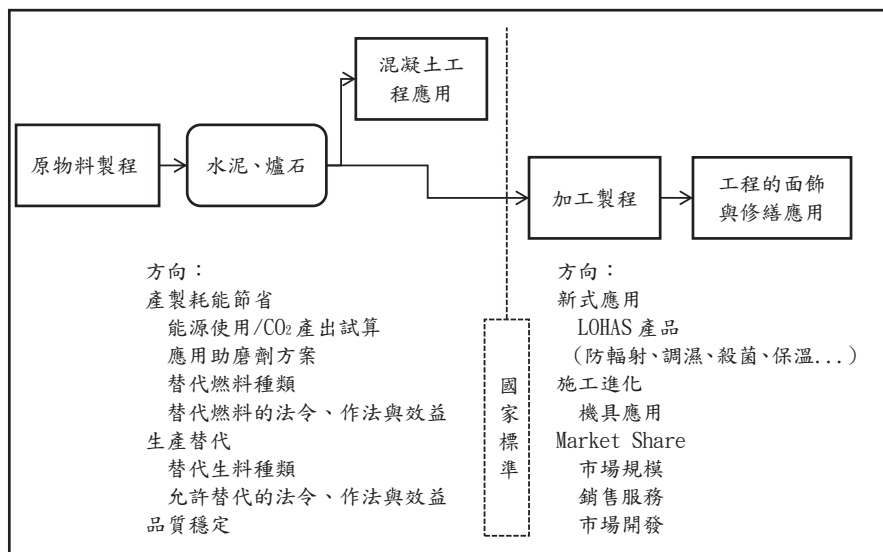 混凝土工
程應用
原物料製程
水泥、爐石
加工製程
工程的面飾
與修繕應用
方向：
產製耗能節省
能源使用/CO₂產出試算
應用助磨劑方案
替代燃料種類
替代燃料的法令、作法與效益
生產替代
替代生料種類
允許替代的法令、作法與效益
品質穩定
國
家
標
準
方向：
新式應用
LOHAS 產品
(防輻射、調濕、殺菌、保溫...)
施工進化
機具應用
Market Share
市場規模
銷售服務
市場開發